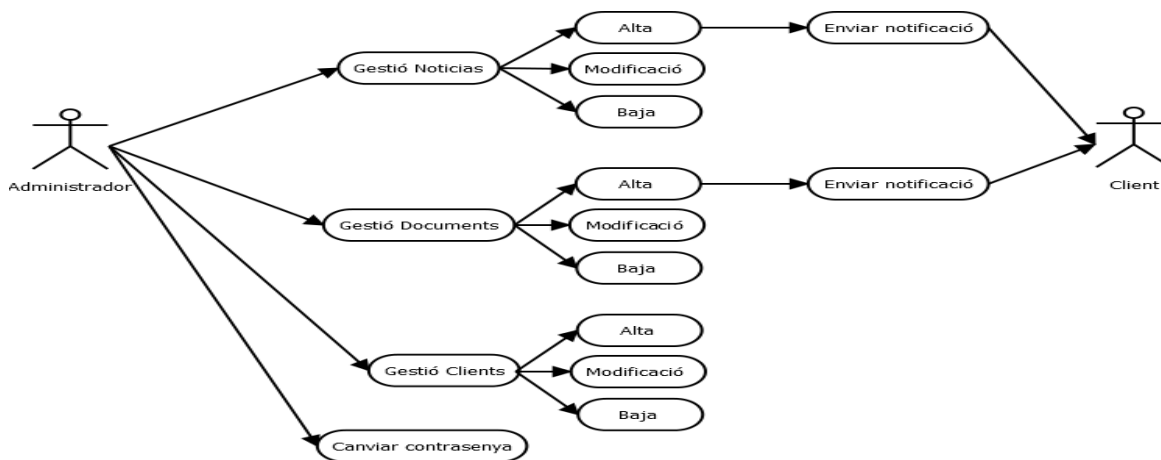 Alta
Enviar notificació
Gestió Noticias
Modificació
Baja
Administrador
Client
Alta
Enviar notificació
Gestió Documents
Modificació
Baja
Alta
Gestió Clients
Modificació
Baja
Canviar contrasenya